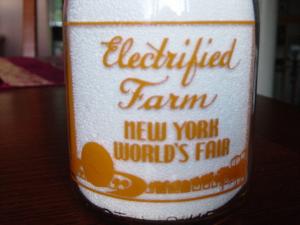 Electrified
Farm
NEW YORK
WORLD'S FAIR